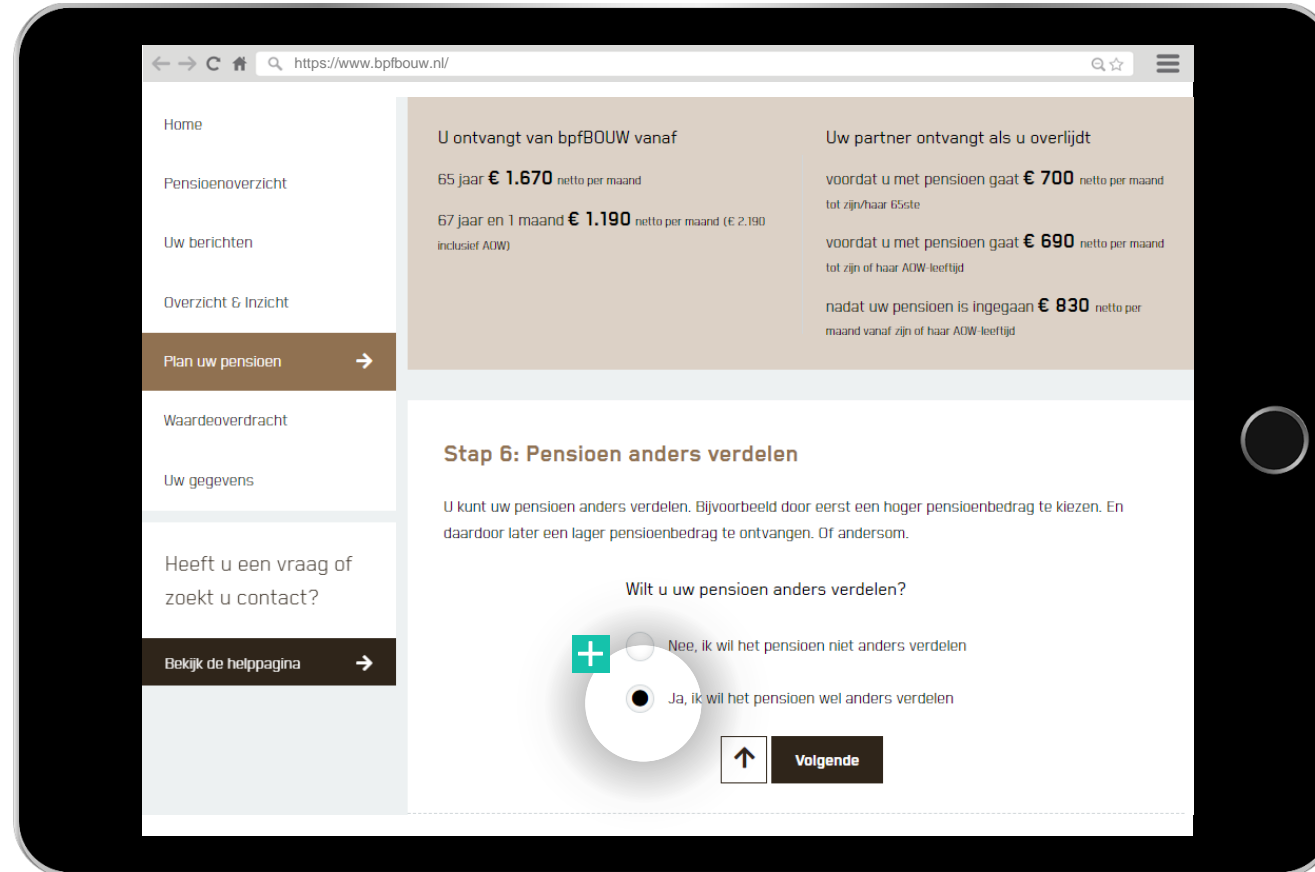 https://www.bpfbouw.nl/
Home
Pensioenoverzicht
Uw berichten
Overzicht & Inzicht
Plan uw pensioen
Waardeoverdracht
Uw gegevens
Heeft u een vraag of
zoekt u contact?
Bekijk de helppagina
U ontvangt van bpfBOUW vanaf
65 jaar € 1.670 netto per maand
67 jaar en 1 maand € 1.190 netto per maand (€ 2.190
inclusief AOW)
Uw partner ontvangt als u overlijdt
voordat u met pensioen gaat € 700 netto per maand
tot zijn/haar 65ste
voordat u met pensioen gaat € 690 netto per maand
tot zijn of haar AOW-leeftijd
nadat uw pensioen is ingegaan € 830 netto per
maand vanaf zijn of haar AOW-leeftijd
Stap 6: Pensioen anders verdelen
U kunt uw pensioen anders verdelen. Bijvoorbeeld door eerst een hoger pensioenbedrag te kiezen. En
daardoor later een lager pensioenbedrag te ontvangen. Of andersom.
Wilt u uw pensioen anders verdelen?
Nee, ik wil het pensioen niet anders verdelen
Ja, ik wil het pensioen wel anders verdelen
Volgende